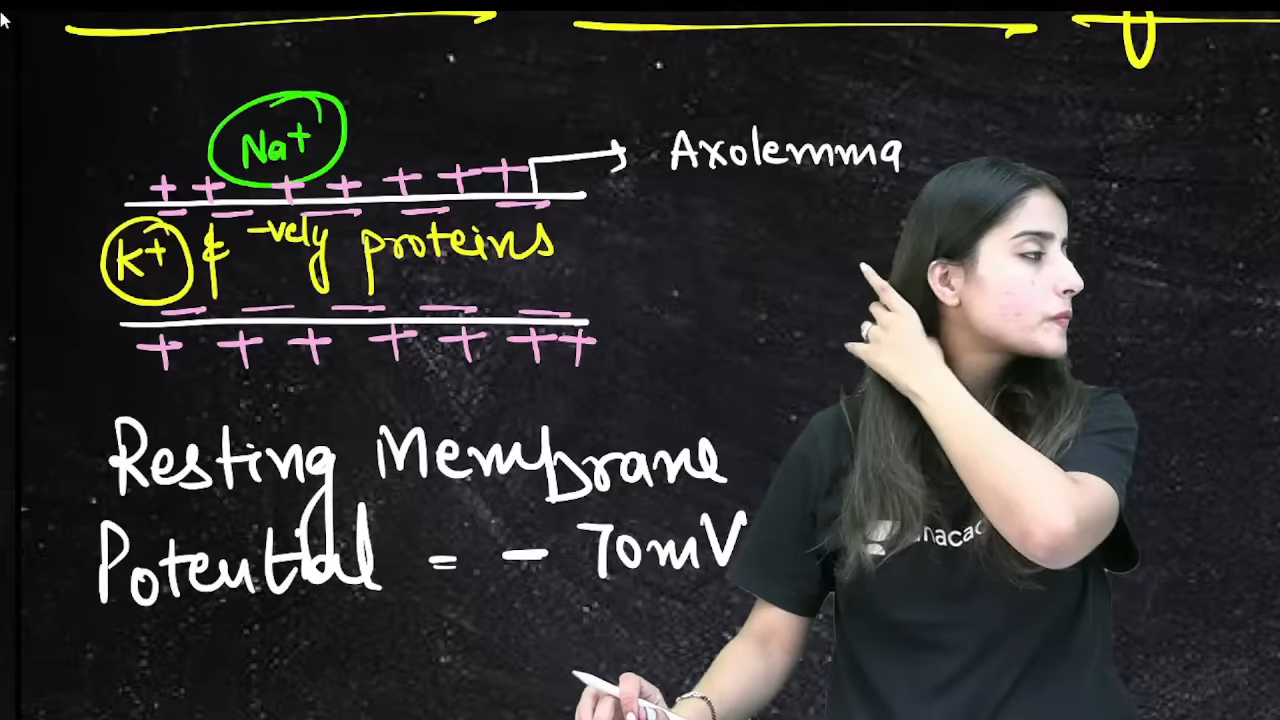 Na+
+ + + + + + + Axolemma
— — — — —
K+ & -vely proteins
— — — — —
+ + + + + + +
Resting Membrane
Potential = - 70mV